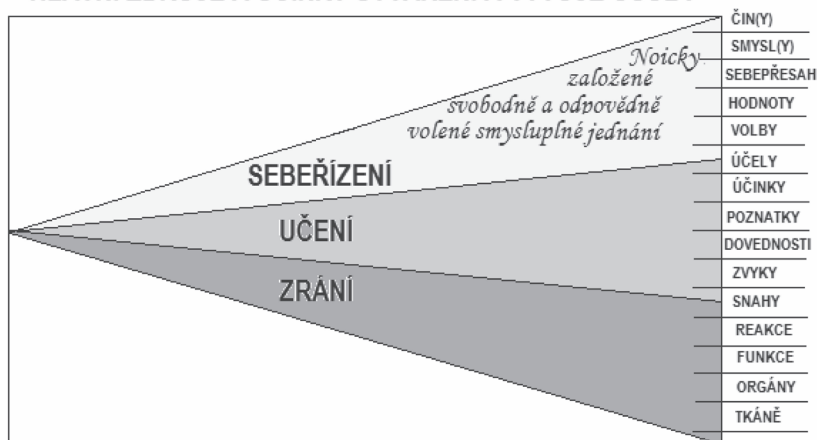 Noicky
založené
svobodně a odpovědně
volené smysluplné jednání
SEBEŘÍZENÍ
UČENÍ
ZRÁNÍ
ČIN(Y)
SMYSL(Y)
SEBEPŘESAH
HODNOTY
VOLBY
ÚČELY
ÚČINKY
POZNATKY
DOVEDNOSTI
ZVYKY
SNAHY
REAKCE
FUNKCE
ORGÁNY
TKÁNĚ